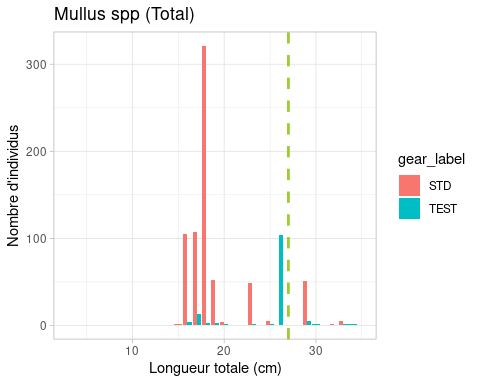 Mullus spp (Total)
300
200
100
0
10
20
30
Nombre d'individus
Longueur totale (cm)
gear_label
STD
TEST